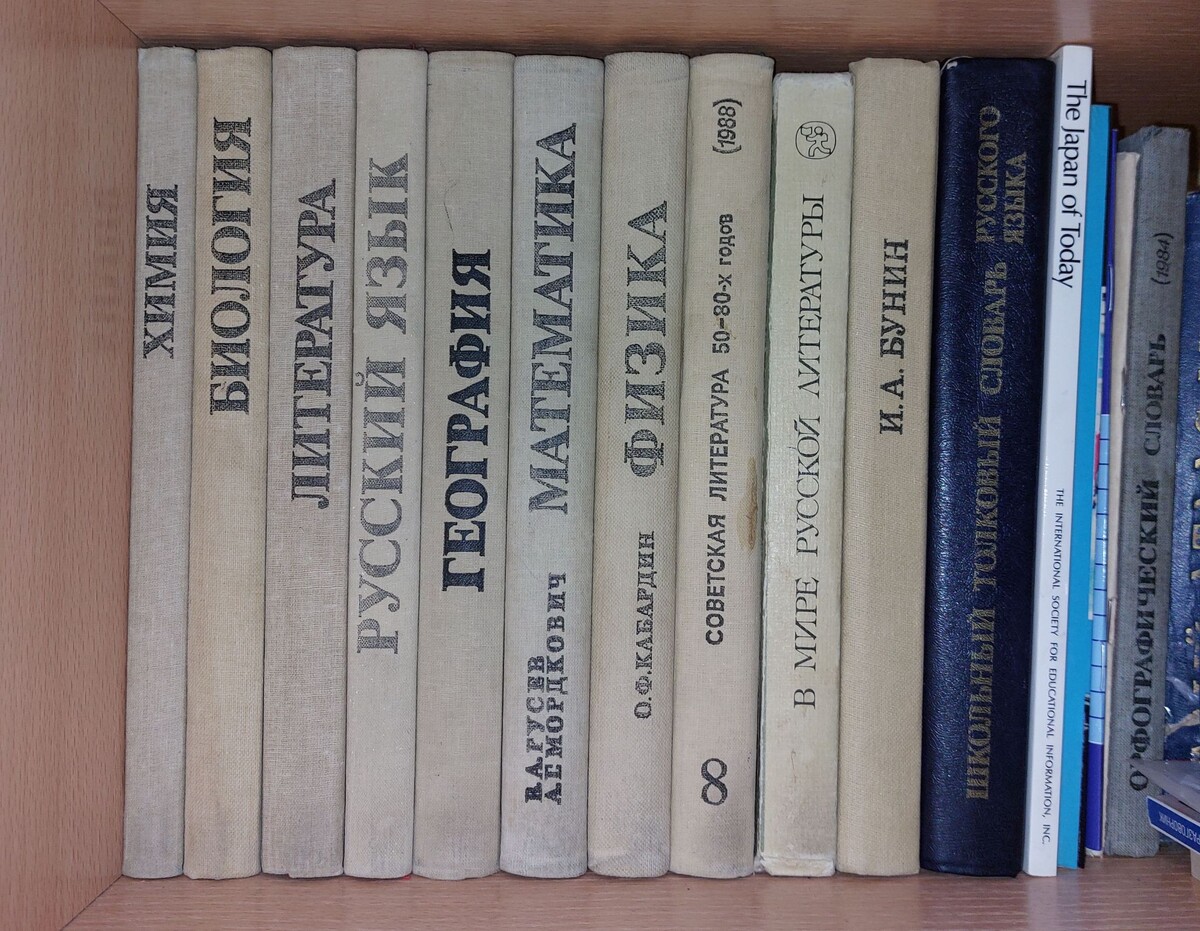 ХИМИЯ
БИОЛОГИЯ
ЛИТЕРАТУРА
РУССКИЙ ЯЗЫК
ГЕОГРАФИЯ
В.А.ГУСЕВ
А.Г.МОРДКОВИЧ
МАТЕМАТИКА
О.Ф.КАБАРДИН ФИЗИКА
8 СОВЕТСКАЯ ЛИТЕРАТУРА 50-80-х годов (1988)
В МИРЕ РУССКОЙ ЛИТЕРАТУРЫ
И.А. БУНИН
ШКОЛЬНЫЙ ТОЛКОВЫЙ СЛОВАРЬ РУССКОГО
ЯЗЫКА
The Japan of Today THE INTERNATIONAL SOCIETY FOR EDUCATIONAL INFORMATION, INC.
ОРФОГРАФИЧЕСКИЙ СЛОВАРЬ (1984)
РАЗГОВОРНИК